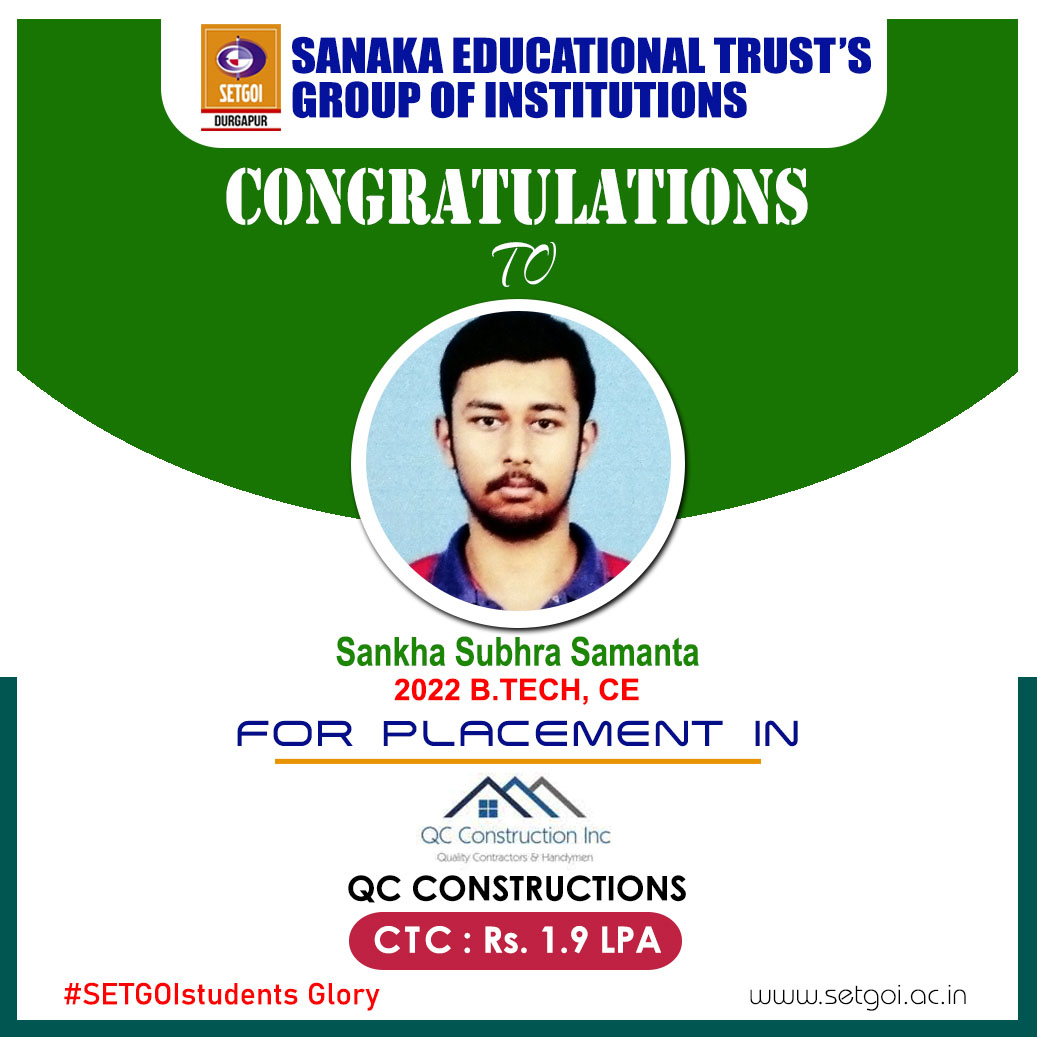 SETGOI
DURGAPUR
SANAKA EDUCATIONAL TRUST'S
GROUP OF INSTITUTIONS
CONGRATULATIONS
TO
Sankha Subhra Samanta
2022 B.TECH, CE
FOR PLACEMENT IN
QC Construction Inc
Quality Contractors & Handymen
QC CONSTRUCTIONS
CTC : Rs. 1.9 LPA
#SETGOIstudents Glory
www.setgoi.ac.in